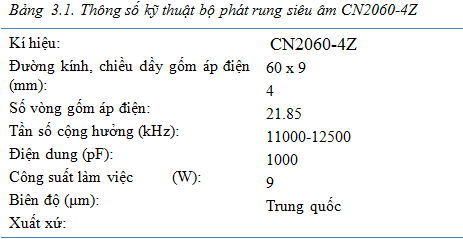 Bảng 3.1. Thông số kỹ thuật bộ phát rung siêu âm CN2060-4Z
Kí hiệu:
CN2060-4Z
Đường kính, chiều dầy gốm áp điện
(mm):
60 x 9
Số vòng gốm áp điện:
4
Tần số cộng hưởng (kHz):
21.85
Điện dung (pF):
11000-12500
Công suất làm việc (W):
1000
Biên độ (μm):
9
Xuất xứ:
Trung quốc